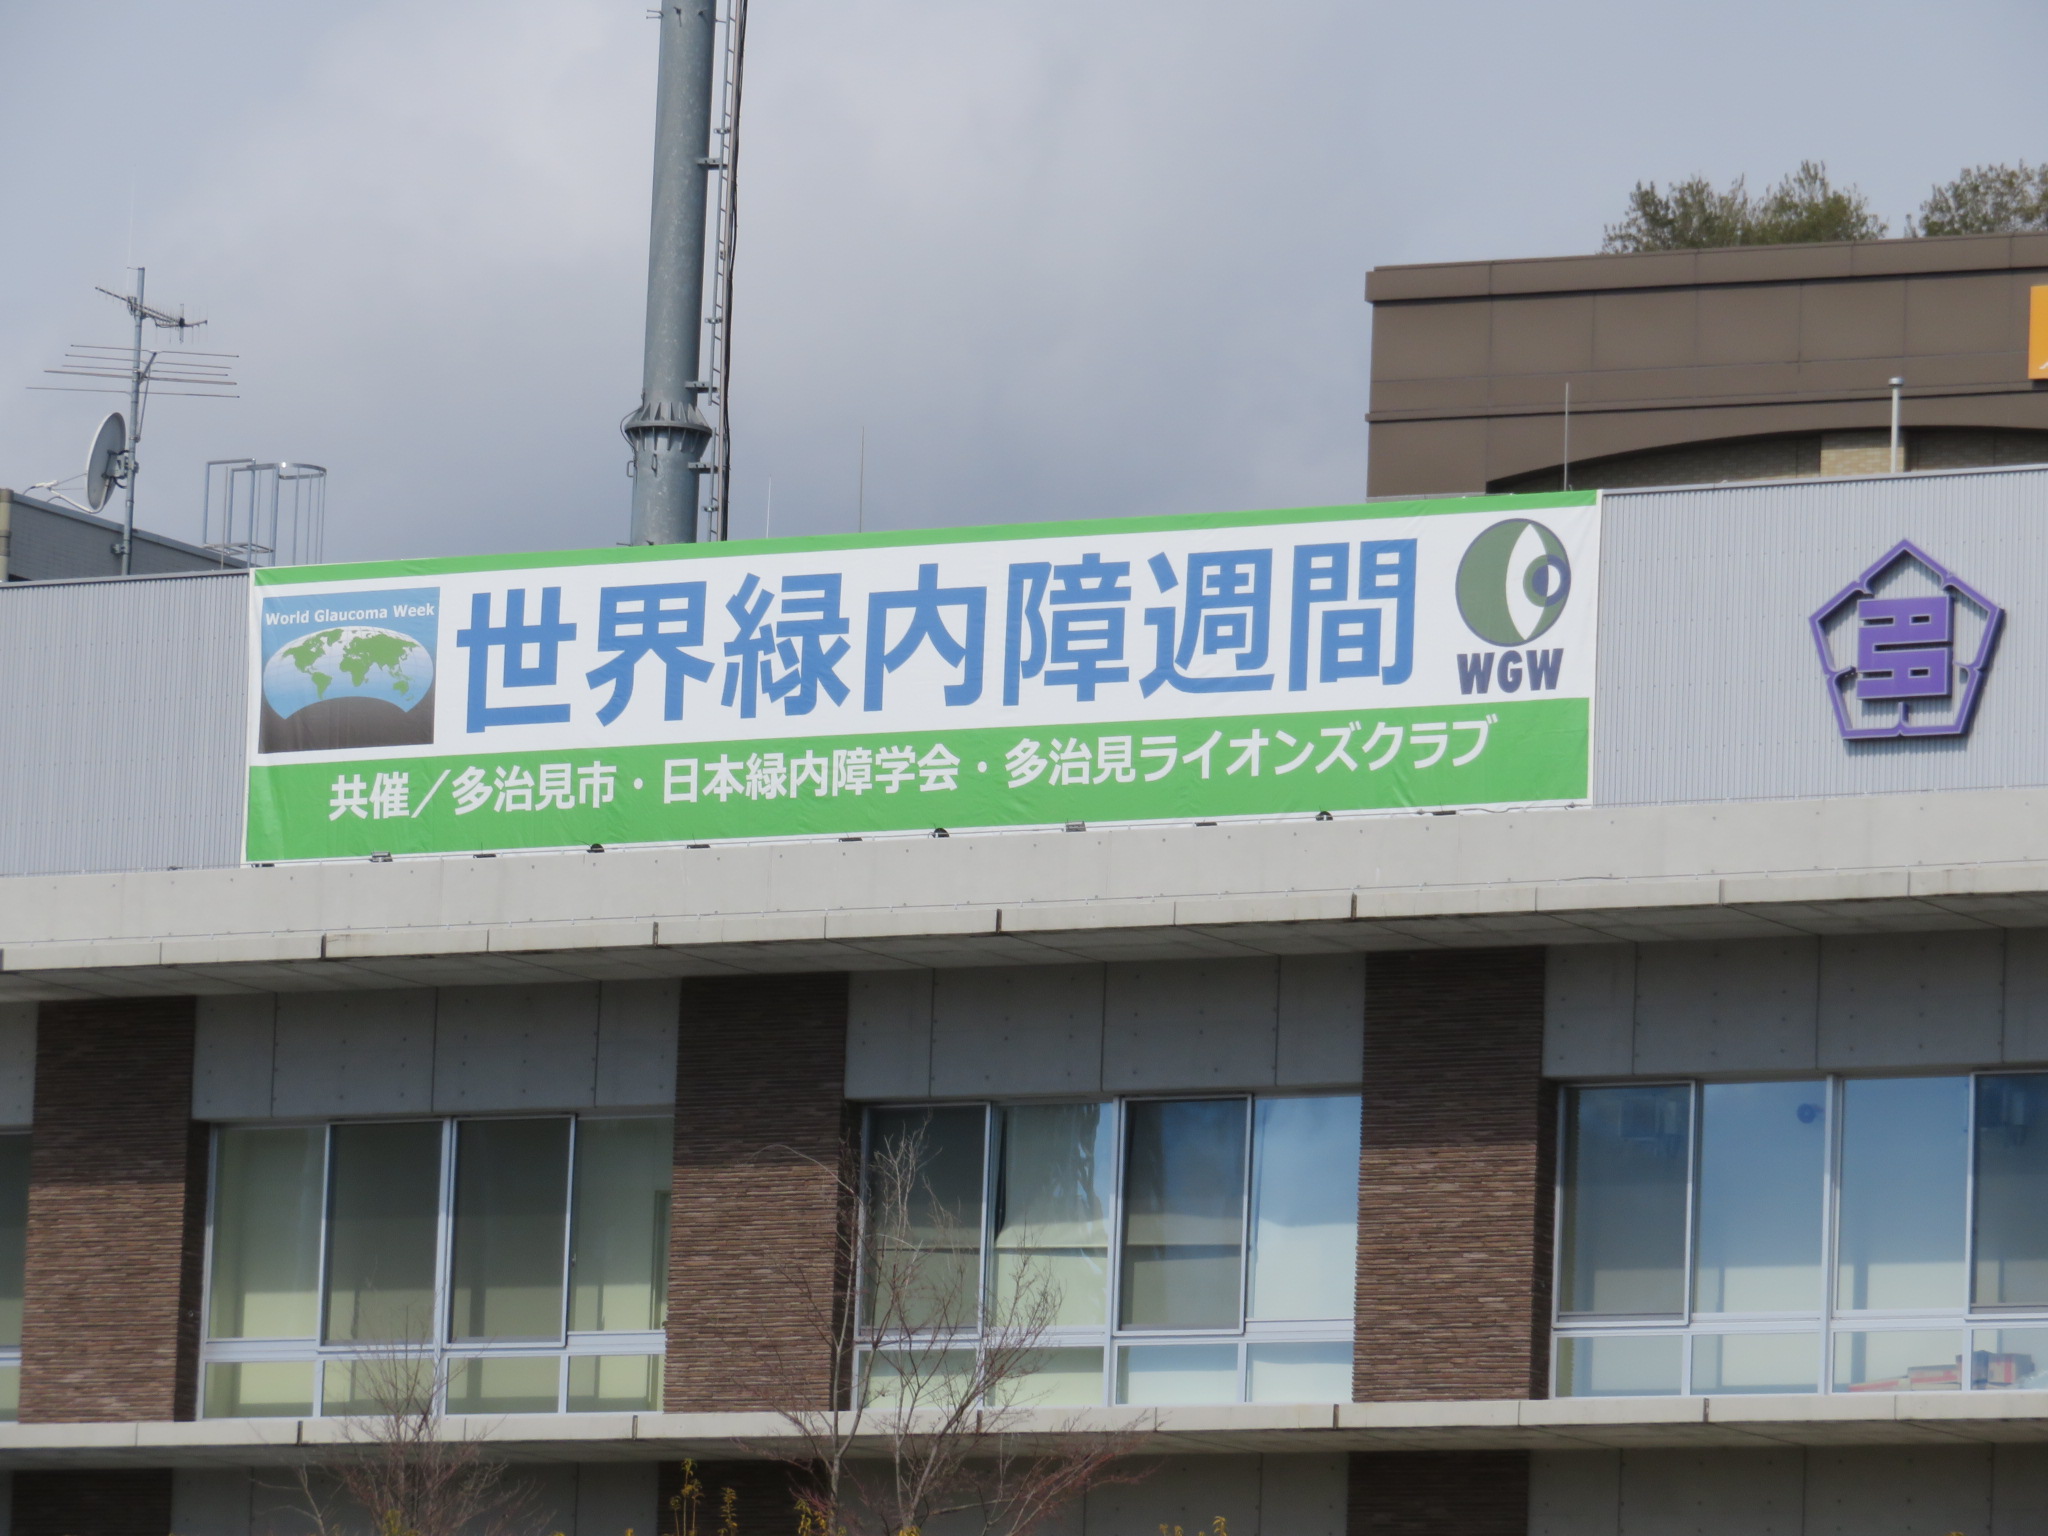 World Glaucoma Week
世界緑内障週間
WGW
共催／多治見市・日本緑内障学会・多治見ライオンズクラブ
多